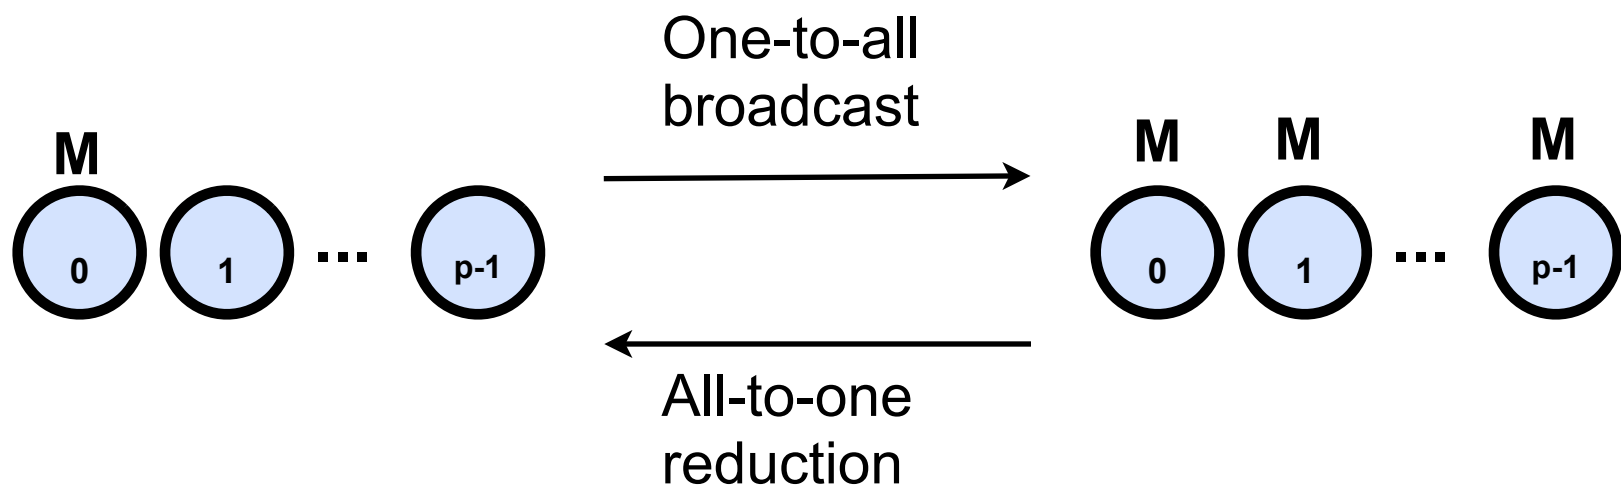 One-to-all
broadcast
M
M M M
0 1 ... p-1
0 1 ... p-1
All-to-one
reduction